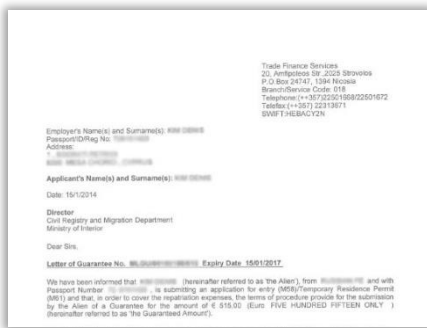 Trade Finance Services
20, Amfipoleos Str.,2025 Strovolos
P.O.Box 24747, 1394 Nicosia
Branch/Service Code: 018
Telephone:(++357)22501668/22501672
Telefax:(++357) 22313671
SWIFT:HEBACY2N
Employer's Name(s) and Surname(s):
Passport/ID/Reg No:
Address:
Applicant's Name(s) and Surname(s):
Date: 15/1/2014
Director
Civil Registry and Migration Department
Ministry of Interior
Dear Sirs,
Letter of Guarantee No. Expiry Date 15/01/2017
We have been informed that (hereinafter referred to as 'the Alien'), from and with
Passport Number , is submitting an application for entry (M58)/Temporary Residence Permit
(M61) and that, in order to cover the repatriation expenses, the terms of procedure provide for the submission
by the Alien of a Guarantee for the amount of € 515.00 (Euro FIVE HUNDRED FIFTEEN ONLY )
(hereinafter referred to as 'the Guaranteed Amount').